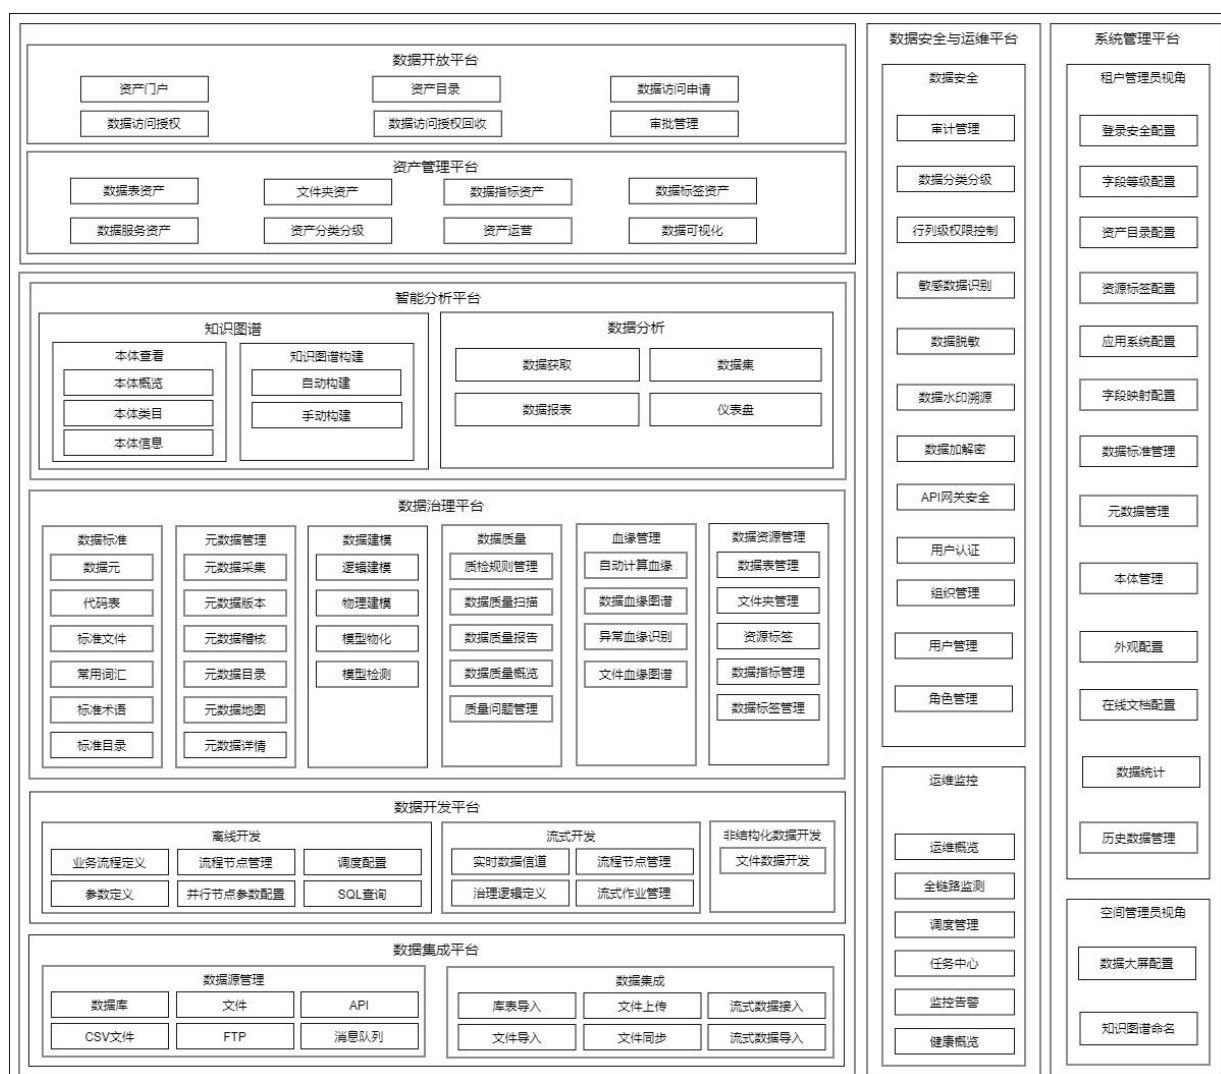 数据开放平台
资产门户
资产目录
数据访问申请
数据访问授权
数据访问授权回收
审批管理
资产管理平台
数据表资产
文件夹资产
数据指标资产
数据标签资产
数据服务资产
资产分类分级
资产运营
数据可视化
智能分析平台
知识图谱
本体查看
本体概览
本体类目
本体信息
知识图谱构建
自动构建
手动构建
数据分析
数据获取
数据集
数据报表
仪表盘
数据治理平台
数据标准
数据元
代码表
标准文件
常用词汇
标准术语
标准目录
元数据管理
元数据采集
元数据版本
元数据稽核
元数据目录
元数据地图
元数据详情
数据建模
逻辑建模
物理建模
模型物化
模型检测
数据质量
质检规则管理
数据质量扫描
数据质量报告
数据质量概览
质量问题管理
血缘管理
自动计算血缘
数据血缘图谱
异常血缘识别
文件血缘图谱
数据资源管理
数据表管理
文件夹管理
资源标签
数据指标管理
数据标签管理
数据开发平台
离线开发
业务流程定义
流程节点管理
调度配置
参数定义
并行节点参数配置
SQL查询
流式开发
实时数据信道
流程节点管理
治理逻辑定义
流式作业管理
非结构化数据开发
文件数据开发
数据集成平台
数据源管理
数据库
文件
API
CSV文件
FTP
消息队列
数据集成
库表导入
文件上传
流式数据接入
文件导入
文件同步
流式数据导入
数据安全与运维平台
数据安全
审计管理
数据分类分级
行列级权限控制
敏感数据识别
数据脱敏
数据水印溯源
数据加解密
API网关安全
用户认证
组织管理
用户管理
角色管理
运维监控
运维概览
全链路监测
调度管理
任务中心
监控告警
健康概览
系统管理平台
租户管理员视角
登录安全配置
字段等级配置
资产目录配置
资源标签配置
应用系统配置
字段映射配置
数据标准管理
元数据管理
本体管理
外观配置
在线文档配置
数据统计
历史数据管理
空间管理员视角
数据大屏配置
知识图谱命名